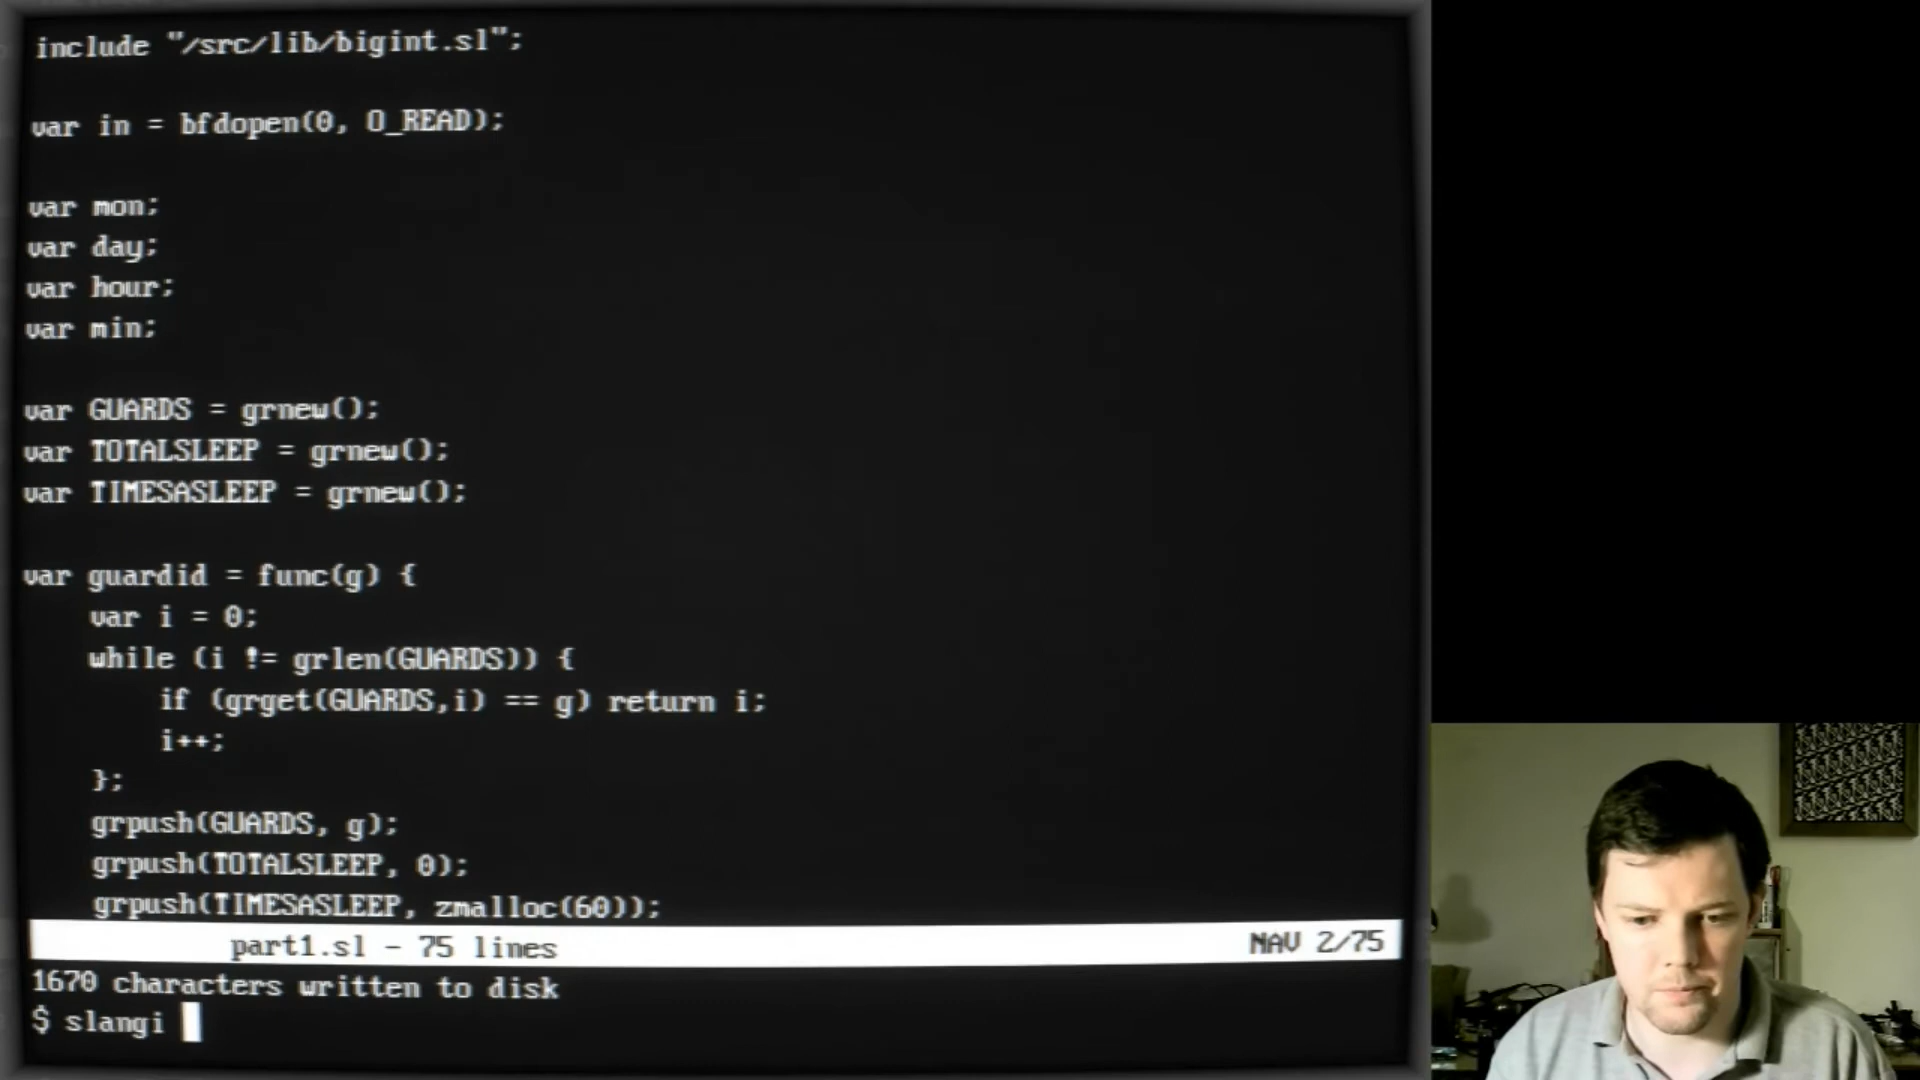 include "/src/lib/bigint.sl";
var in = bfdopen(0, O_READ);
var mon;
var day;
var hour;
var min;
var GUARDS = grnew();
var TOTALSLEEP = grnew();
var TIMESASLEEP = grnew();
var guardid = func(g) {
    var i = 0;
    while (i != grlen(GUARDS)) {
        if (grget(GUARDS,i) == g) return i;
        i++;
    };
    grpush(GUARDS, g);
    grpush(TOTALSLEEP, 0);
    grpush(TIMESASLEEP, zmalloc(60));
part1.sl - 75 lines NAV 2/75
1670 characters written to disk
$ slangi